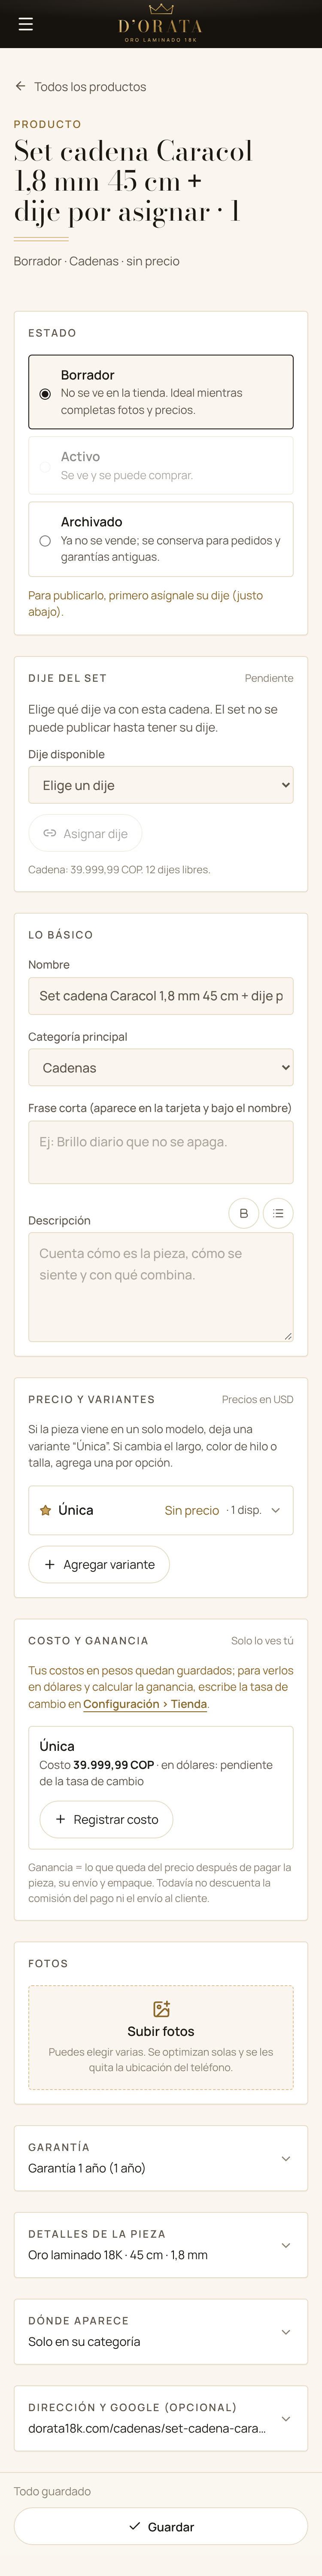 D'ORATA
ORO LAMINADO 18K
Todos los productos
PRODUCTO
Set cadena Caracol
1,8 mm 45 cm +
dije por asignar · 1
Borrador · Cadenas · sin precio
ESTADO
Borrador
No se ve en la tienda. Ideal mientras
completas fotos y precios.
Activo
Se ve y se puede comprar.
Archivado
Ya no se vende; se conserva para pedidos y
garantías antiguas.
Para publicarlo, primero asígnale su dije (justo
abajo).
DIJE DEL SET Pendiente
Elige qué dije va con esta cadena. El set no se
puede publicar hasta tener su dije.
Dije disponible
Elige un dije
Asignar dije
Cadena: 39.999,99 COP. 12 dijes libres.
LO BÁSICO
Nombre
Set cadena Caracol 1,8 mm 45 cm + dije p
Categoría principal
Cadenas
Frase corta (aparece en la tarjeta y bajo el nombre)
Ej: Brillo diario que no se apaga.
Descripción B
Cuenta cómo es la pieza, cómo se
siente y con qué combina.
PRECIO Y VARIANTES Precios en USD
Si la pieza viene en un solo modelo, deja una
variante “Única”. Si cambia el largo, color de hilo o
talla, agrega una por opción.
Única Sin precio · 1 disp.
Agregar variante
COSTO Y GANANCIA Solo lo ves tú
Tus costos en pesos quedan guardados; para verlos
en dólares y calcular la ganancia, escribe la tasa de
cambio en Configuración › Tienda.
Única
Costo 39.999,99 COP · en dólares: pendiente
de la tasa de cambio
Registrar costo
Ganancia = lo que queda del precio después de pagar la
pieza, su envío y empaque. Todavía no descuenta la
comisión del pago ni el envío al cliente.
FOTOS
Subir fotos
Puedes elegir varias. Se optimizan solas y se les
quita la ubicación del teléfono.
GARANTÍA
Garantía 1 año (1 año)
DETALLES DE LA PIEZA
Oro laminado 18K · 45 cm · 1,8 mm
DÓNDE APARECE
Solo en su categoría
DIRECCIÓN Y GOOGLE (OPCIONAL)
dorata18k.com/cadenas/set-cadena-cara…
Todo guardado
Guardar